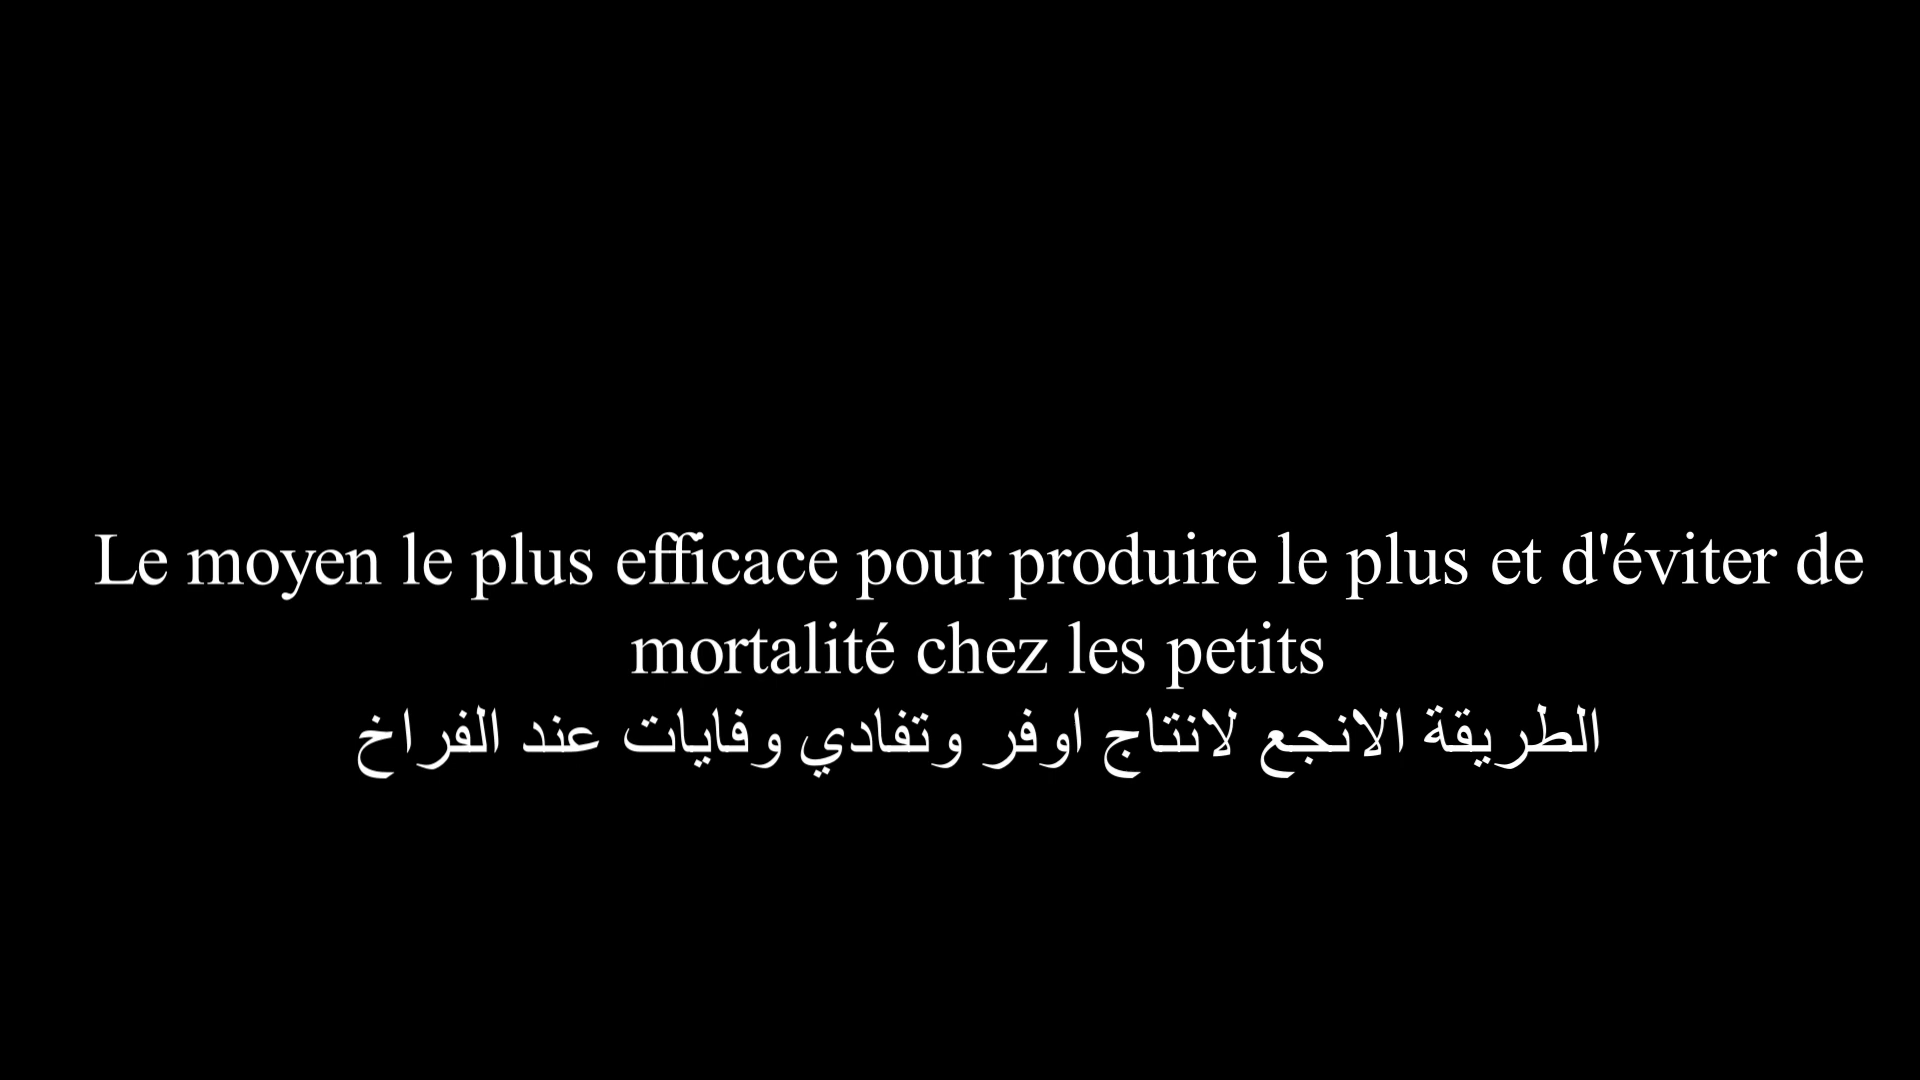 Le moyen le plus efficace pour produire le plus et d'éviter de
mortalité chez les petits
الطريقة الانجع لانتاج اوفر وتفادي وفايات عند الفراخ